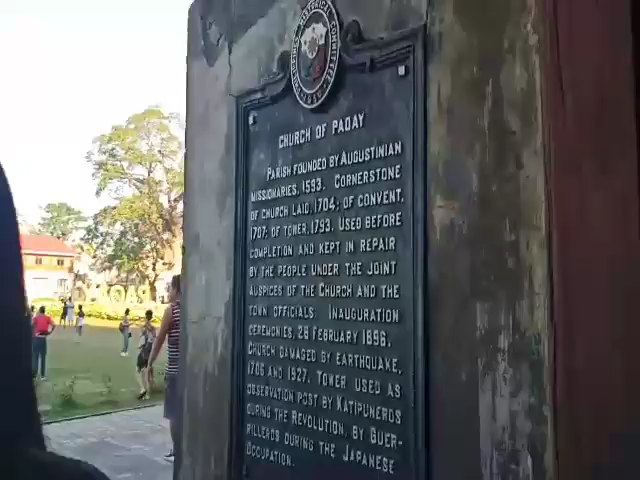 PHILIPPINES HISTORICAL COMMITTEE
CHURCH OF PAOAY
PARISH FOUNDED BY AUGUSTINIAN
MISSIONARIES, 1593. CORNERSTONE
OF CHURCH LAID, 1704; OF CONVENT,
1707; OF TOWER, 1793. USED BEFORE
COMPLETION AND KEPT IN REPAIR
BY THE PEOPLE UNDER THE JOINT
AUSPICES OF THE CHURCH AND THE
TOWN OFFICIALS. INAUGURATION
CEREMONIES, 28 FEBRUARY 1896.
CHURCH DAMAGED BY EARTHQUAKE,
1706 AND 1927. TOWER USED AS
OBSERVATION POST BY KATIPUNEROS
DURING THE REVOLUTION, BY GUER-
RILLEROS DURING THE JAPANESE
OCCUPATION.